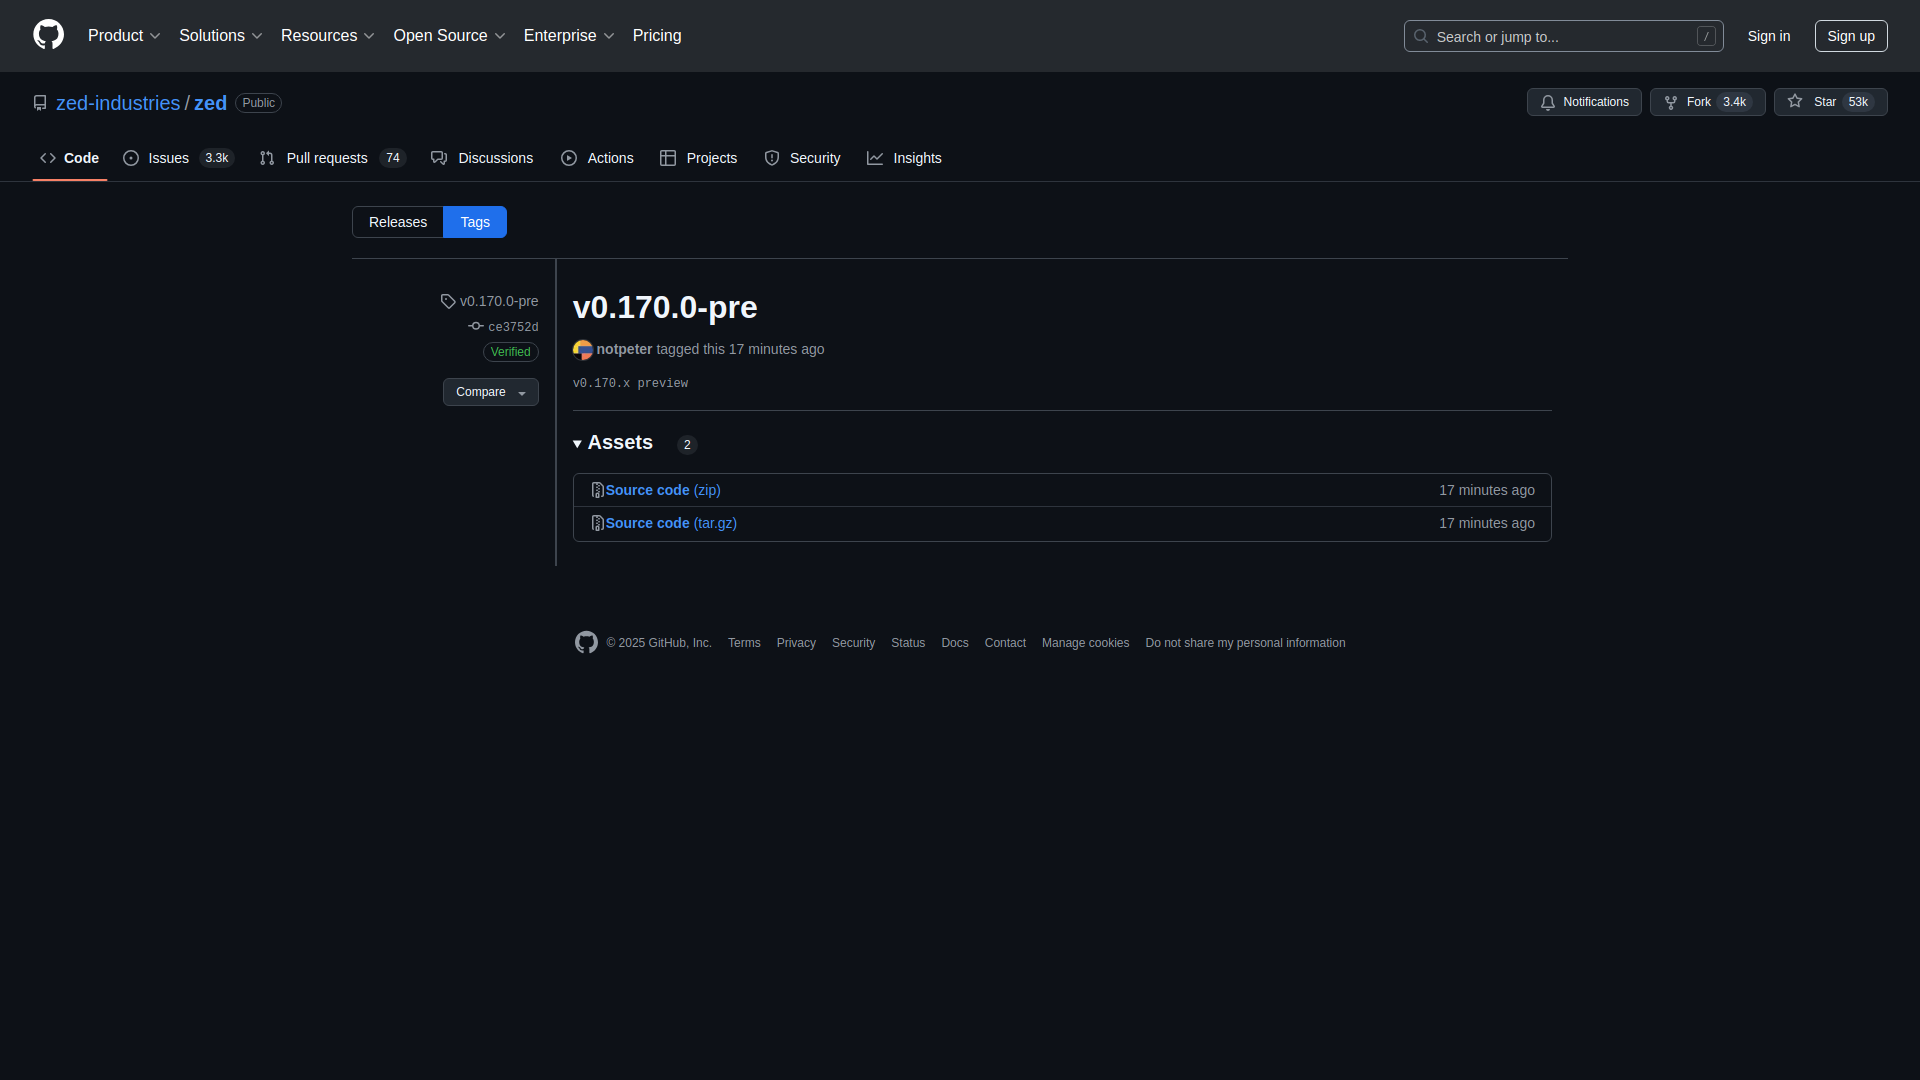 Product Solutions Resources Open Source Enterprise Pricing Search or jump to... / Sign in Sign up
zed-industries / zed Public Notifications Fork 3.4k Star 53k
Code Issues 3.3k Pull requests 74 Discussions Actions Projects Security Insights
Releases Tags
v0.170.0-pre
ce3752d
Verified
Compare
v0.170.0-pre
notpeter tagged this 17 minutes ago
v0.170.x preview
Assets 2
Source code (zip) 17 minutes ago
Source code (tar.gz) 17 minutes ago
© 2025 GitHub, Inc. Terms Privacy Security Status Docs Contact Manage cookies Do not share my personal information